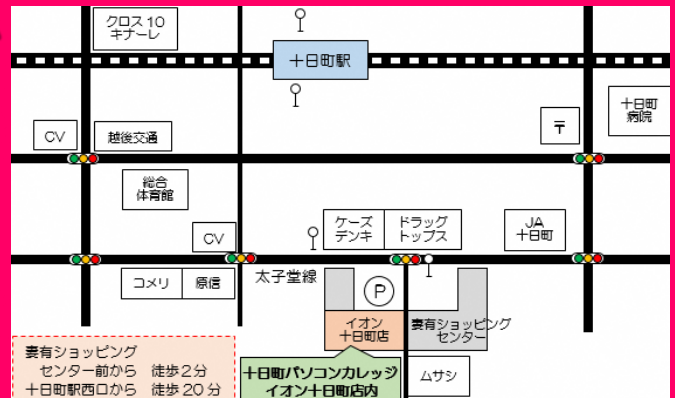 クロス10
キナーレ
十日町駅
十日町
病院
〒
CV
越後交通
総合
体育館
CV
ケーズ
デンキ
ドラッグ
トップス
JA
十日町
コメリ
原信
太子堂線
P
イオン
十日町店
妻有ショッピング
センター
妻有ショッピング
センター前から 徒歩2分
十日町駅西口から 徒歩20分
十日町パソコンカレッジ
イオン十日町店内
ムサシ